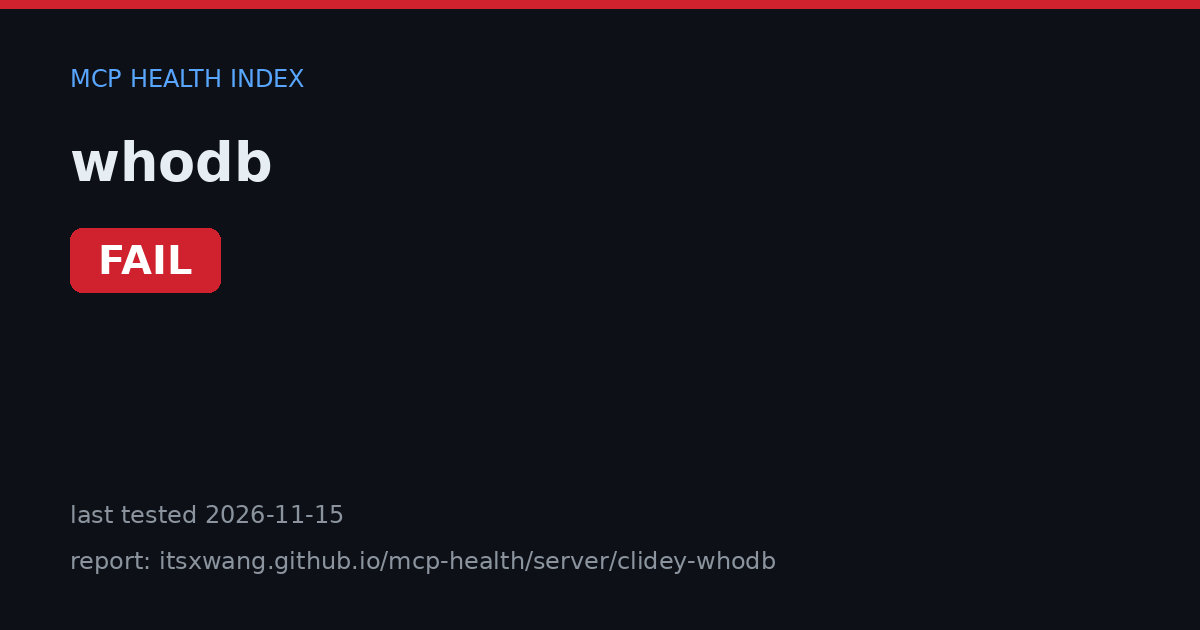 MCP HEALTH INDEX
whodb
FAIL
last tested 2026-11-15
report: itsxwang.github.io/mcp-health/server/clidey-whodb